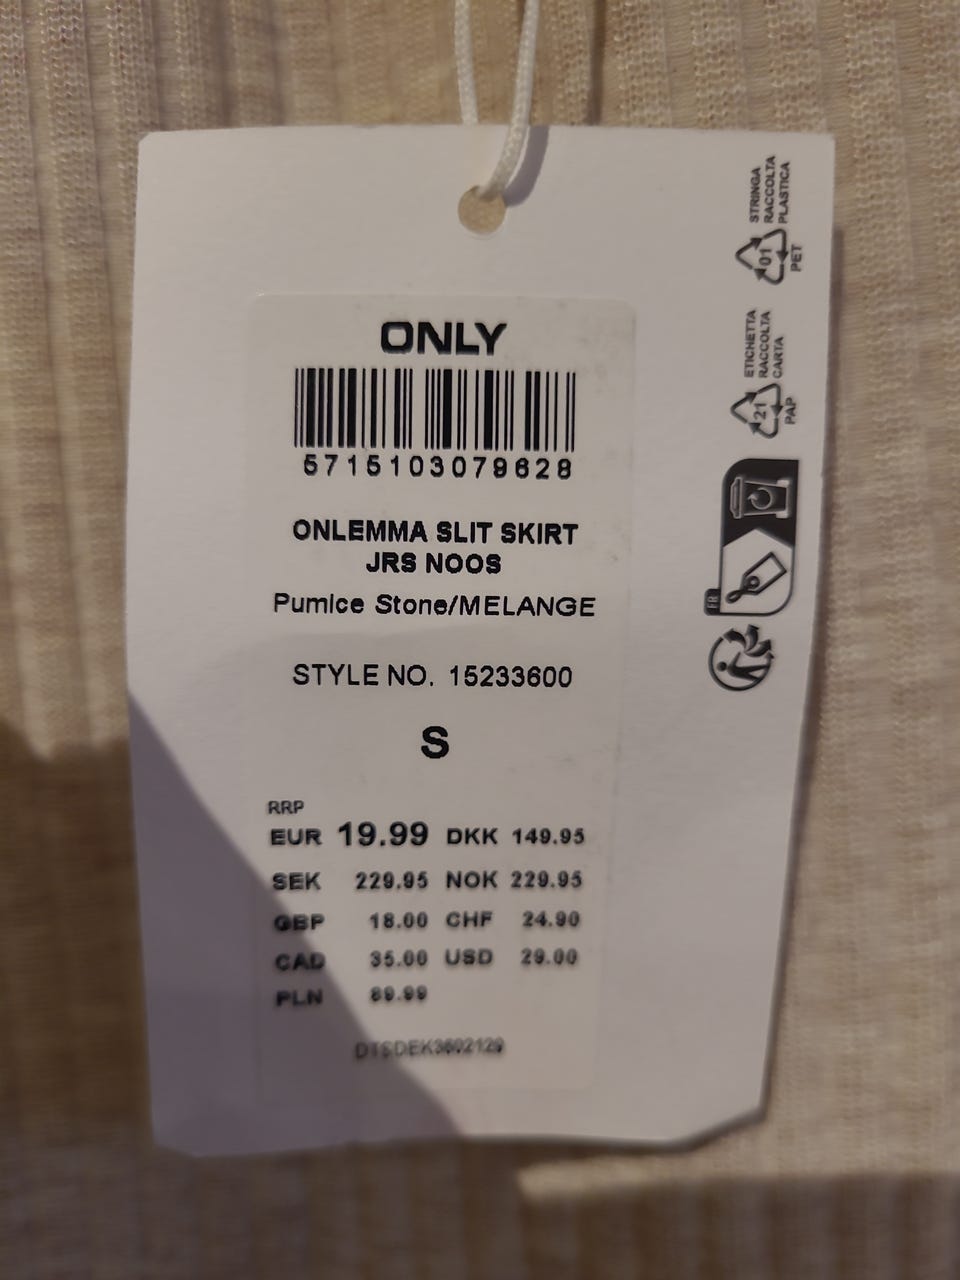 ONLY
5715103079628
ONLEMMA SLIT SKIRT
JRS NOOS
Pumice Stone/MELANGE
STYLE NO. 15233600
S
RRP
EUR 19.99 DKK 149.95
SEK 229.95 NOK 229.95
GBP 18.00 CHF 24.90
CAD 35.00 USD 29.00
PLN 89.99
DTSDEK3602129
STRINGA
RACCOLTA
PLASTICA
01
PET
ETICHETTA
RACCOLTA
CARTA
21
PAP
FR